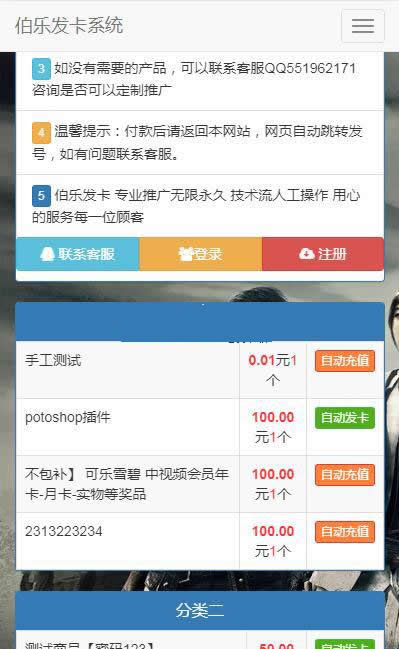 伯乐发卡系统
3 如没有需要的产品，可以联系客服QQ551962171
咨询是否可以定制推广
4 温馨提示：付款后请返回本网站，网页自动跳转发
号，如有问题联系客服。
5 伯乐发卡 专业推广无限永久 技术流人工操作 用心
的服务每一位顾客
联系客服 登录 注册
手工测试 0.01元1 自动充值
个
potoshop插件 100.00 自动发卡
元1个
不包补】 可乐雪碧 中视频会员年 100.00 自动充值
卡-月卡-实物等奖品 元1个
2313223234 100.00 自动充值
元1个
分类二
测试商品【密码123】 50.00 自动发卡